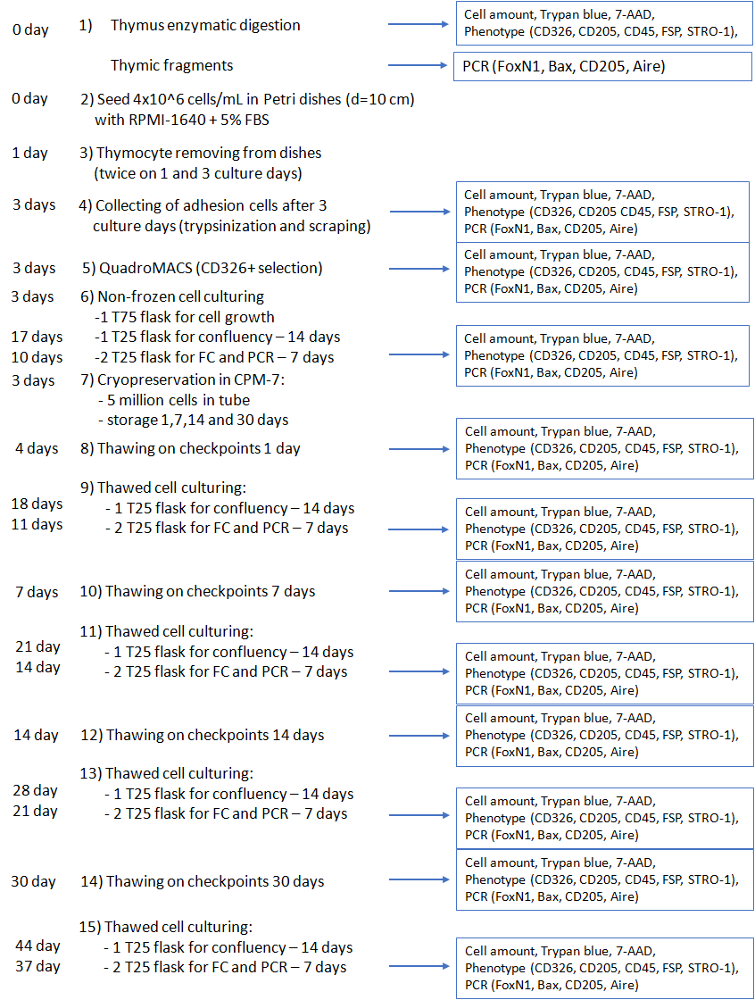 0 day 1) Thymus enzymatic digestion
Cell amount, Trypan blue, 7-AAD,
Phenotype (CD326, CD205, CD45, FSP, STRO-1),
Thymic fragments
PCR (FoxN1, Bax, CD205, Aire)
0 day 2) Seed 4x10^6 cells/mL in Petri dishes (d=10 cm)
with RPMI-1640 + 5% FBS
1 day 3) Thymocyte removing from dishes
(twice on 1 and 3 culture days)
3 days 4) Collecting of adhesion cells after 3
culture days (trypsinization and scraping)
Cell amount, Trypan blue, 7-AAD,
Phenotype (CD326, CD205 CD45, FSP, STRO-1),
PCR (FoxN1, Bax, CD205, Aire)
3 days 5) QuadroMACS (CD326+ selection)
Cell amount, Trypan blue, 7-AAD,
Phenotype (CD326, CD205, CD45, FSP, STRO-1),
PCR (FoxN1, Bax, CD205, Aire)
3 days 6) Non-frozen cell culturing
-1 T75 flask for cell growth
17 days -1 T25 flask for confluency – 14 days
10 days -2 T25 flask for FC and PCR – 7 days
Cell amount, Trypan blue, 7-AAD,
Phenotype (CD326, CD205, CD45, FSP, STRO-1),
PCR (FoxN1, Bax, CD205, Aire)
3 days 7) Cryopreservation in CPM-7:
- 5 million cells in tube
- storage 1,7,14 and 30 days
4 days 8) Thawing on checkpoints 1 day
Cell amount, Trypan blue, 7-AAD,
Phenotype (CD326, CD205, CD45, FSP, STRO-1),
PCR (FoxN1, Bax, CD205, Aire)
9) Thawed cell culturing:
18 days - 1 T25 flask for confluency – 14 days
11 days - 2 T25 flask for FC and PCR – 7 days
Cell amount, Trypan blue, 7-AAD,
Phenotype (CD326, CD205, CD45, FSP, STRO-1),
PCR (FoxN1, Bax, CD205, Aire)
7 days 10) Thawing on checkpoints 7 days
Cell amount, Trypan blue, 7-AAD,
Phenotype (CD326, CD205, CD45, FSP, STRO-1),
PCR (FoxN1, Bax, CD205, Aire)
11) Thawed cell culturing:
21 day - 1 T25 flask for confluency – 14 days
14 day - 2 T25 flask for FC and PCR – 7 days
Cell amount, Trypan blue, 7-AAD,
Phenotype (CD326, CD205, CD45, FSP, STRO-1),
PCR (FoxN1, Bax, CD205, Aire)
14 day 12) Thawing on checkpoints 14 days
Cell amount, Trypan blue, 7-AAD,
Phenotype (CD326, CD205, CD45, FSP, STRO-1),
PCR (FoxN1, Bax, CD205, Aire)
13) Thawed cell culturing:
28 day - 1 T25 flask for confluency – 14 days
21 day - 2 T25 flask for FC and PCR – 7 days
Cell amount, Trypan blue, 7-AAD,
Phenotype (CD326, CD205, CD45, FSP, STRO-1),
PCR (FoxN1, Bax, CD205, Aire)
30 day 14) Thawing on checkpoints 30 days
Cell amount, Trypan blue, 7-AAD,
Phenotype (CD326, CD205, CD45, FSP, STRO-1),
PCR (FoxN1, Bax, CD205, Aire)
15) Thawed cell culturing:
44 day - 1 T25 flask for confluency – 14 days
37 day - 2 T25 flask for FC and PCR – 7 days
Cell amount, Trypan blue, 7-AAD,
Phenotype (CD326, CD205, CD45, FSP, STRO-1),
PCR (FoxN1, Bax, CD205, Aire)